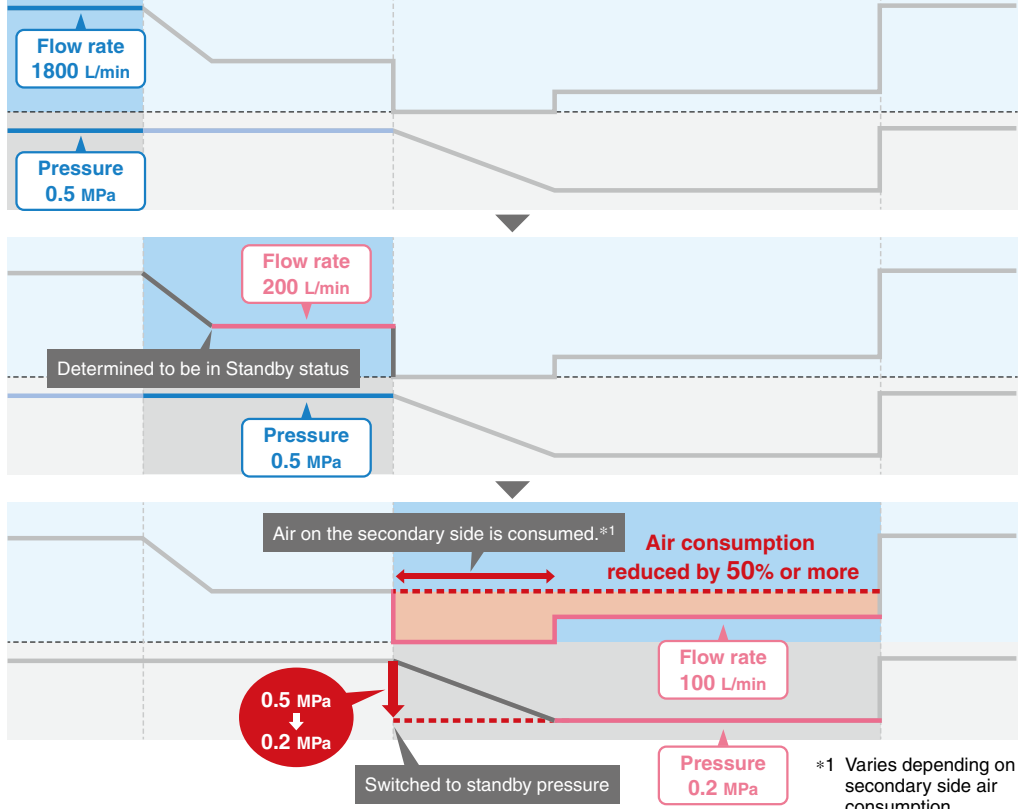 Flow rate
1800 L/min
Pressure
0.5 MPa
Flow rate
200 L/min
Determined to be in Standby status
Pressure
0.5 MPa
Air on the secondary side is consumed.*1
Air consumption
reduced by 50% or more
Flow rate
100 L/min
0.5 MPa
0.2 MPa
Switched to standby pressure
Pressure
0.2 MPa
*1 Varies depending on
secondary side air
consumption